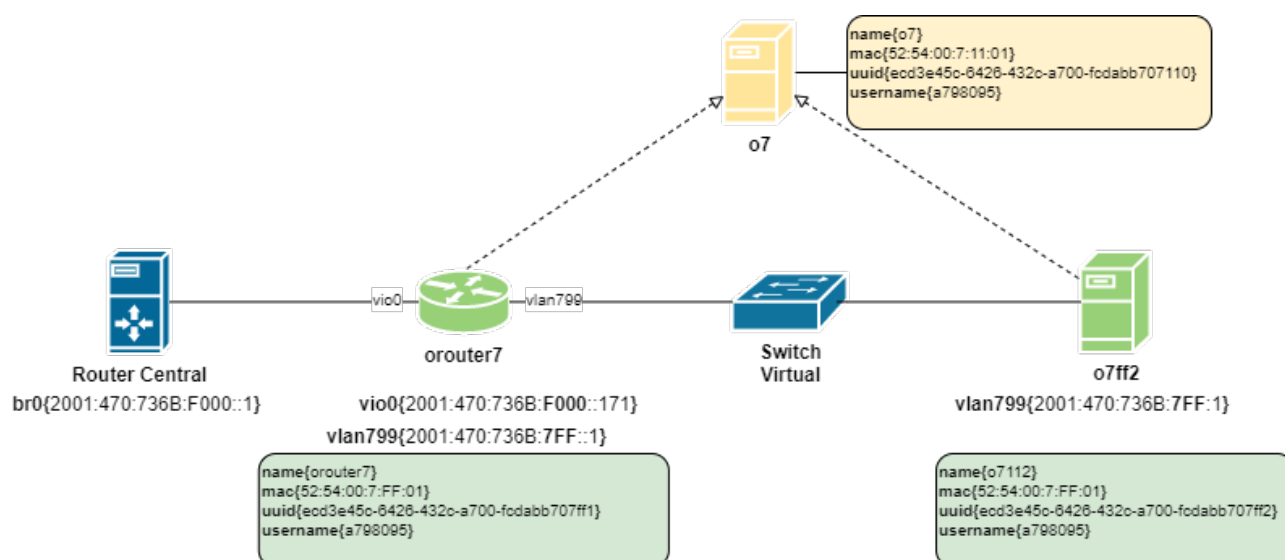 name{o7}
mac{52:54:00:7:11:01}
uuid{ecd3e45c-6426-432c-a700-fcdabb707110}
username{a798095}
o7
vio0
vlan799
Router Central
br0{2001:470:736B:F000::1}
orouter7
vio0{2001:470:736B:F000::171}
vlan799{2001:470:736B:7FF::1}
Switch
Virtual
o7ff2
vlan799{2001:470:736B:7FF:1}
name{orouter7}
mac{52:54:00:7:FF:01}
uuid{ecd3e45c-6426-432c-a700-fcdabb707ff1}
username{a798095}
name{o7112}
mac{52:54:00:7:FF:01}
uuid{ecd3e45c-6426-432c-a700-fcdabb707ff2}
username{a798095}